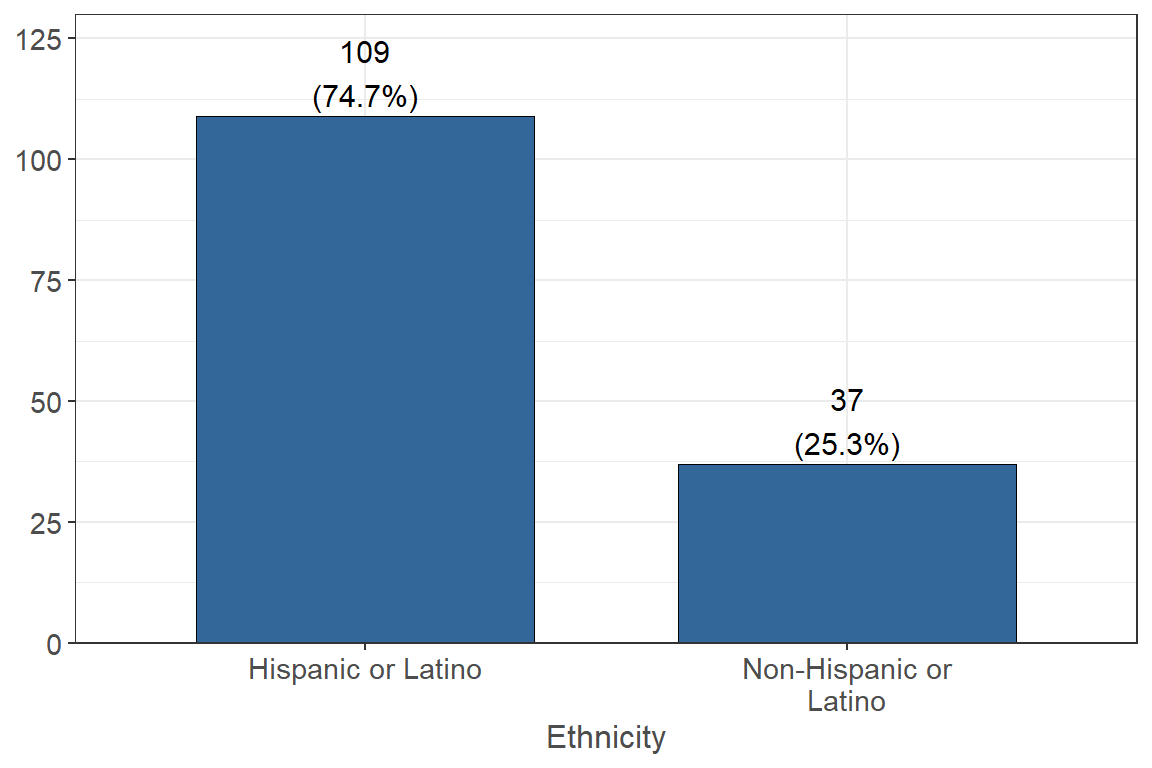 125
100
75
50
25
0
109
(74.7%)
37
(25.3%)
Hispanic or Latino
Non-Hispanic or
Latino
Ethnicity